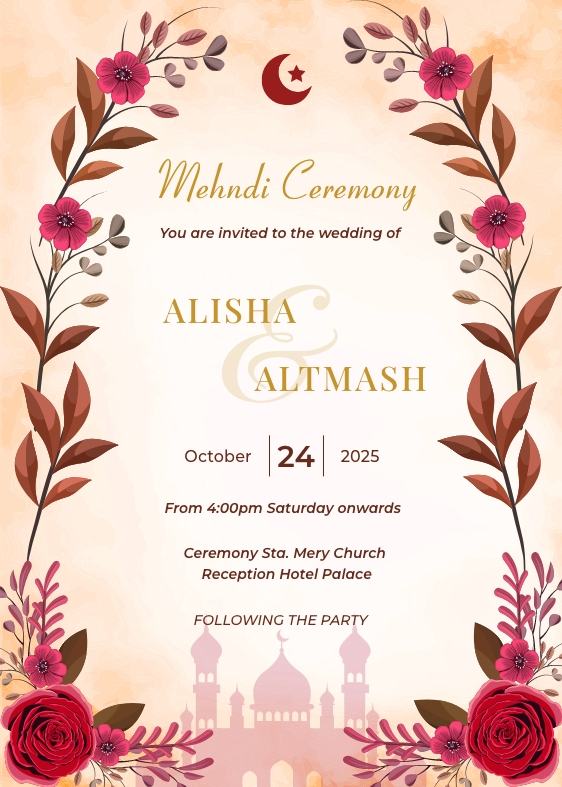 Mehndi Ceremony
You are invited to the wedding of
ALISHA
&
ALTMASH
October 24 2025
From 4:00pm Saturday onwards
Ceremony Sta. Mery Church
Reception Hotel Palace
FOLLOWING THE PARTY